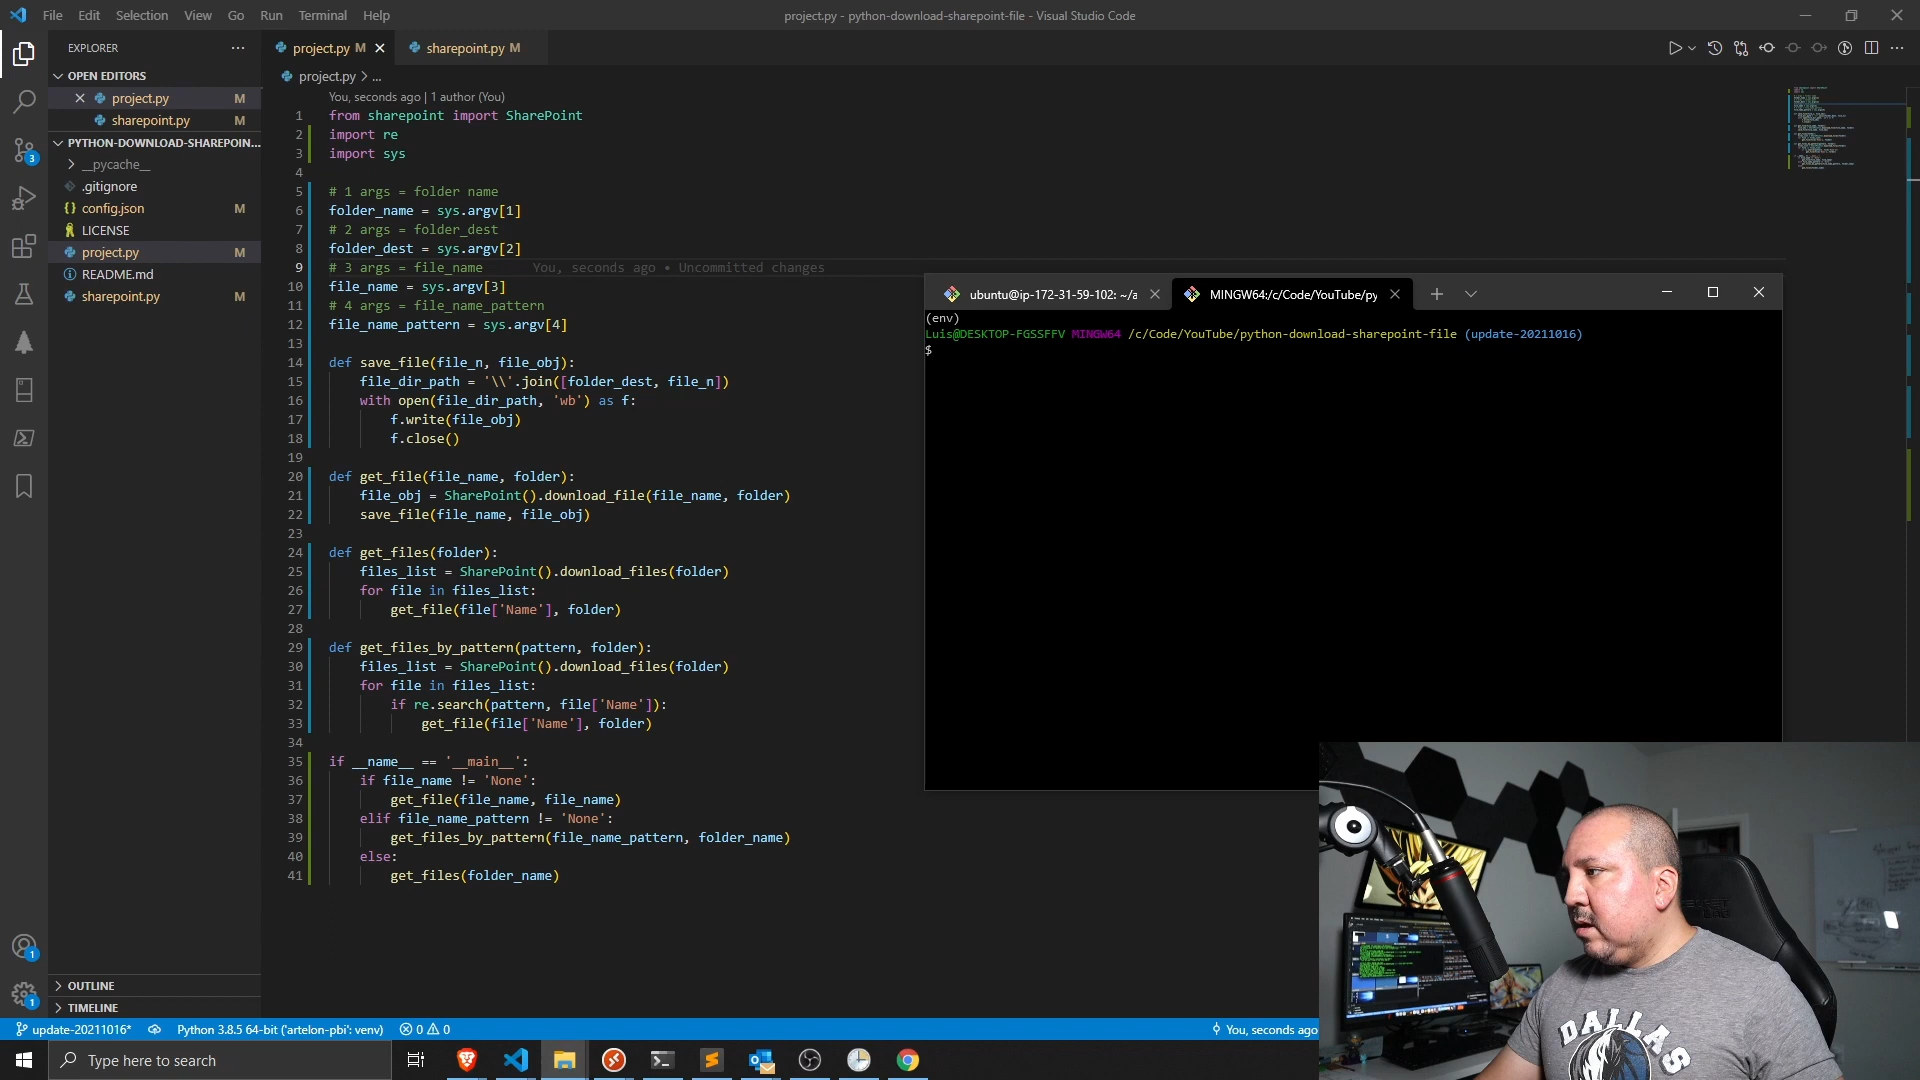 File Edit Selection View Go Run Terminal Help
project.py - python-download-sharepoint-file - Visual Studio Code
EXPLORER
OPEN EDITORS
project.py M
sharepoint.py M
PYTHON-DOWNLOAD-SHAREPOIN...
__pycache__
.gitignore
config.json M
LICENSE
project.py M
README.md
sharepoint.py M
OUTLINE
TIMELINE
3
1
1
project.py M
sharepoint.py M
project.py > ...
You, seconds ago | 1 author (You)
1 from sharepoint import SharePoint
2 import re
3 import sys
4
5 # 1 args = folder name
6 folder_name = sys.argv[1]
7 # 2 args = folder_dest
8 folder_dest = sys.argv[2]
9 # 3 args = file_name You, seconds ago • Uncommitted changes
10 file_name = sys.argv[3]
11 # 4 args = file_name_pattern
12 file_name_pattern = sys.argv[4]
13
14 def save_file(file_n, file_obj):
15 file_dir_path = '\\'.join([folder_dest, file_n])
16 with open(file_dir_path, 'wb') as f:
17 f.write(file_obj)
18 f.close()
19
20 def get_file(file_name, folder):
21 file_obj = SharePoint().download_file(file_name, folder)
22 save_file(file_name, file_obj)
23
24 def get_files(folder):
25 files_list = SharePoint().download_files(folder)
26 for file in files_list:
27 get_file(file['Name'], folder)
28
29 def get_files_by_pattern(pattern, folder):
30 files_list = SharePoint().download_files(folder)
31 for file in files_list:
32 if re.search(pattern, file['Name']):
33 get_file(file['Name'], folder)
34
35 if __name__ == '__main__':
36 if file_name != 'None':
37 get_file(file_name, file_name)
38 elif file_name_pattern != 'None':
39 get_files_by_pattern(file_name_pattern, folder_name)
40 else:
41 get_files(folder_name)
ubuntu@ip-172-31-59-102: ~/a
MINGW64:/c/Code/YouTube/py
(env)
Luis@DESKTOP-FGSSFFV MINGW64 /c/Code/YouTube/python-download-sharepoint-file (update-20211016)
$
DALLAS
update-20211016* Python 3.8.5 64-bit ('artelon-pbi': venv) 0 0
You, seconds ago
Type here to search